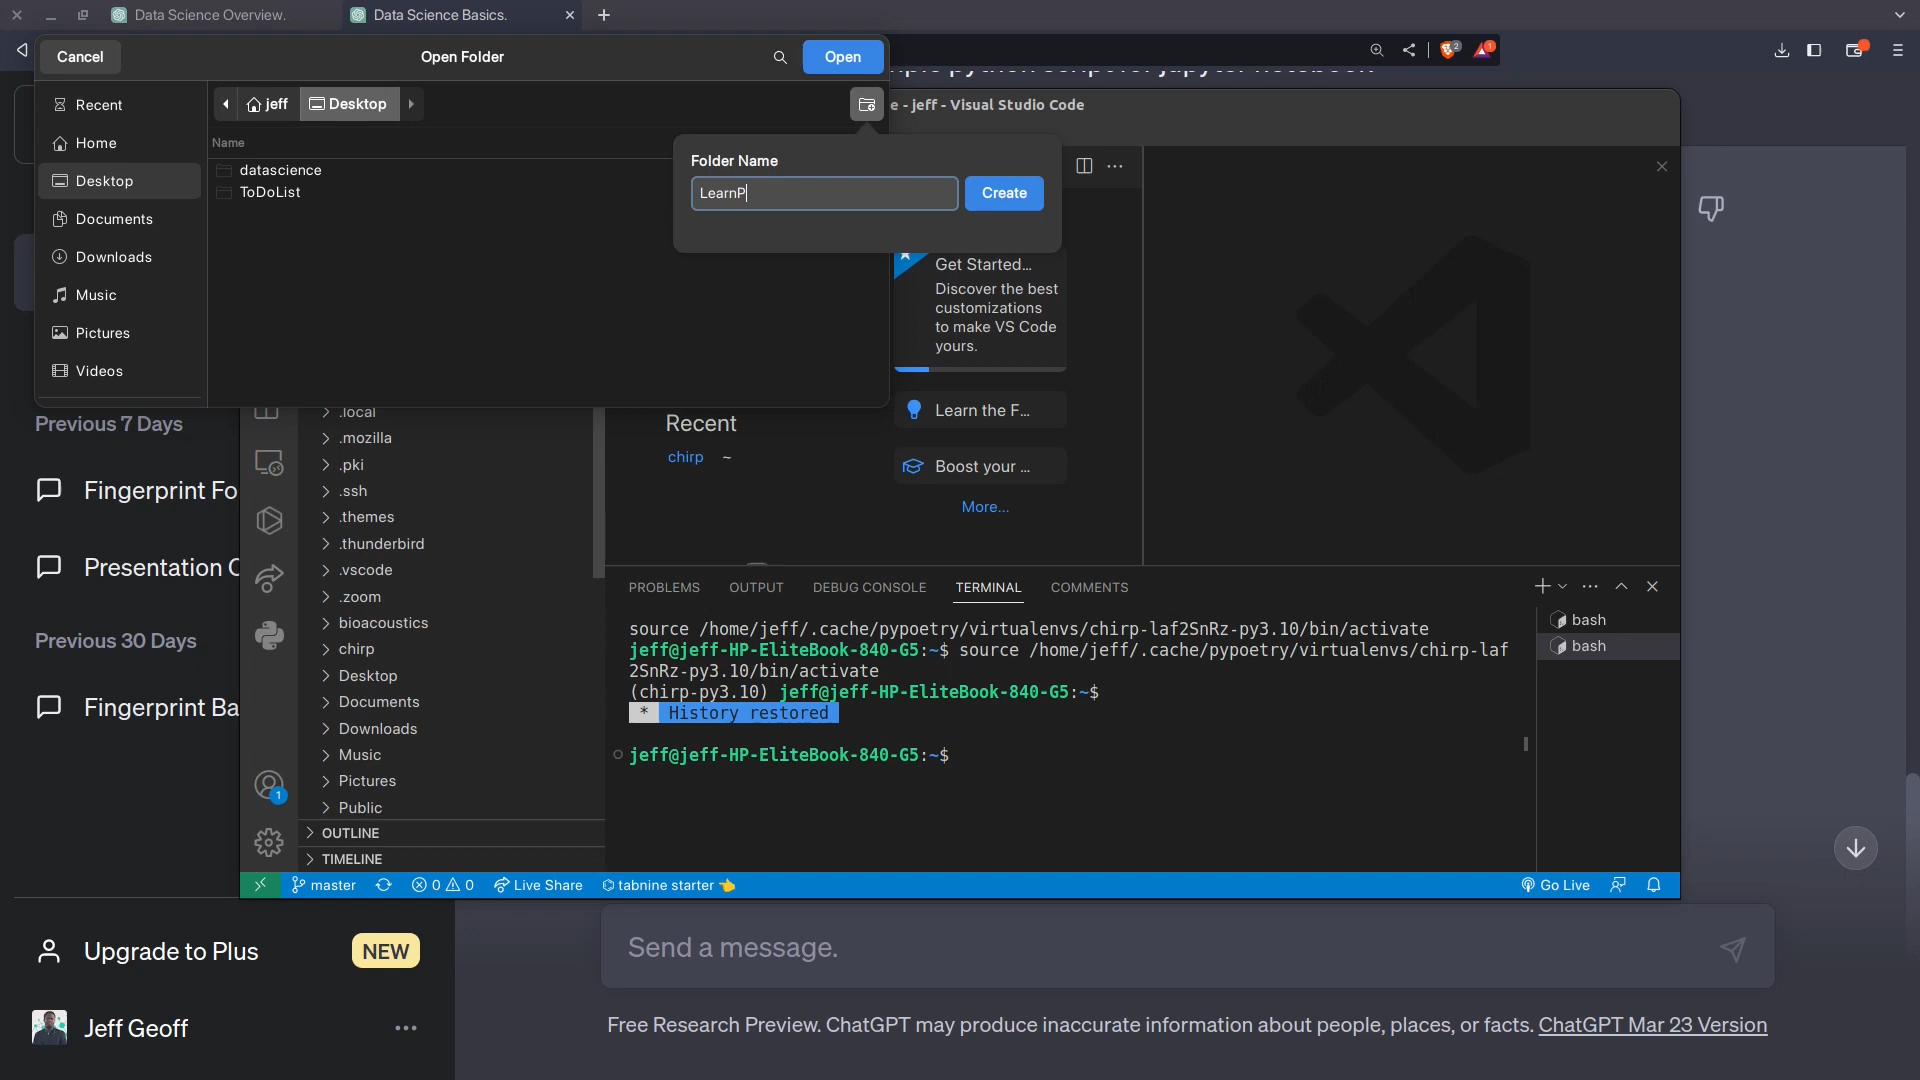 Data Science Overview.
Data Science Basics.
2
1
Cancel
Open Folder
Open
Recent
Home
Desktop
Documents
Downloads
Music
Pictures
Videos
jeff
Desktop
Name
datascience
ToDoList
e - jeff - Visual Studio Code
Folder Name
LearnP
Create
Get Started...
Discover the best
customizations
to make VS Code
yours.
Learn the F...
Boost your ...
More...
Recent
chirp ~
Previous 7 Days
Fingerprint Fo
Presentation C
Previous 30 Days
Fingerprint Ba
.local
.mozilla
.pki
.ssh
.themes
.thunderbird
.vscode
.zoom
bioacoustics
chirp
Desktop
Documents
Downloads
Music
Pictures
Public
OUTLINE
TIMELINE
1
PROBLEMS OUTPUT DEBUG CONSOLE TERMINAL COMMENTS
source /home/jeff/.cache/pypoetry/virtualenvs/chirp-laf2SnRz-py3.10/bin/activate
jeff@jeff-HP-EliteBook-840-G5:~$ source /home/jeff/.cache/pypoetry/virtualenvs/chirp-laf
2SnRz-py3.10/bin/activate
(chirp-py3.10) jeff@jeff-HP-EliteBook-840-G5:~$
* History restored
jeff@jeff-HP-EliteBook-840-G5:~$
bash
bash
master 0 0 Live Share tabnine starter Go Live
Upgrade to Plus NEW
Jeff Geoff
Send a message.
Free Research Preview. ChatGPT may produce inaccurate information about people, places, or facts. ChatGPT Mar 23 Version